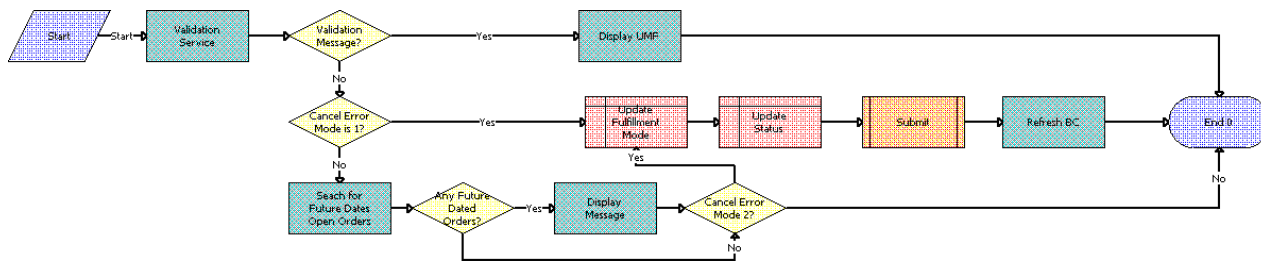 Start
Start
Validation
Service
Validation
Message?
Yes
Display UMF
No
Cancel Error
Mode is 1?
Yes
Update
Fulfillment
Mode
Update
Status
Submit
Refresh BC
End 0
No
Yes
No
Seach for
Future Dates
Open Orders
Any Future
Dated
Orders?
Yes
Display
Message
Cancel Error
Mode 2?
No